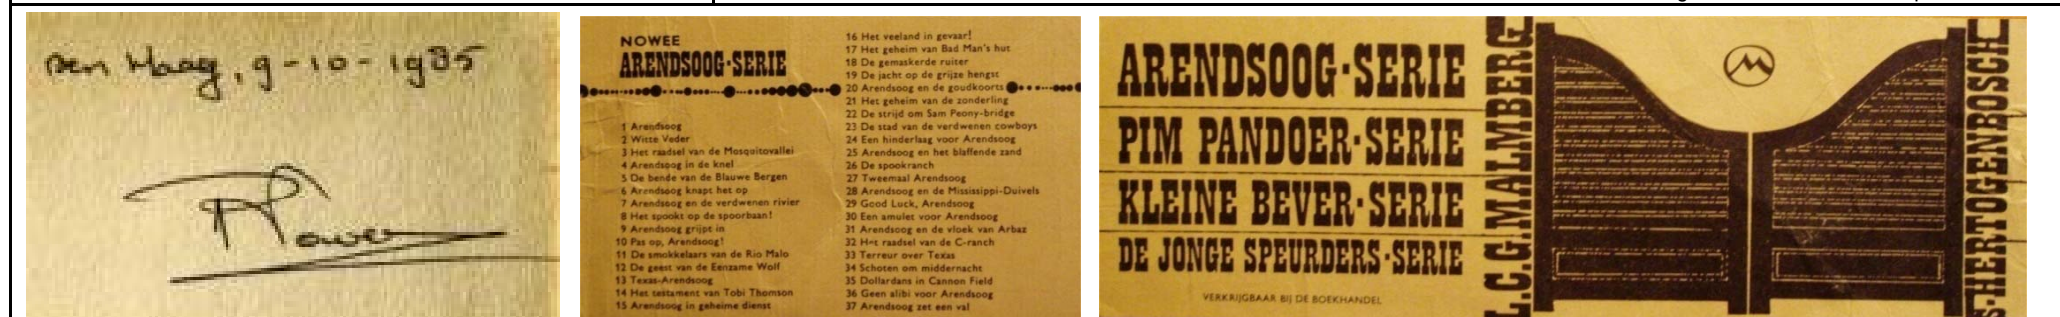 Den Haag, 9-10-1985
Nowee
NOWEE
ARENDSOOG·SERIE
1 Arendsoog
2 Witte Veder
3 Het raadsel van de Mosquitovallei
4 Arendsoog in de knel
5 De bende van de Blauwe Bergen
6 Arendsoog knapt het op
7 Arendsoog en de verdwenen rivier
8 Het spookt op de spoorbaan!
9 Arendsoog grijpt in
10 Pas op, Arendsoog!
11 De smokkelaars van de Rio Malo
12 De geest van de Eenzame Wolf
13 Texas-Arendsoog
14 Het testament van Tobi Thomson
15 Arendsoog in geheime dienst
16 Het veeland in gevaar!
17 Het geheim van Bad Man's hut
18 De gemaskerde ruiter
19 De jacht op de grijze hengst
20 Arendsoog en de goudkoorts
21 Het geheim van de zonderling
22 De strijd om Sam Peony-bridge
23 De stad van de verdwenen cowboys
24 Een hinderlaag voor Arendsoog
25 Arendsoog en het blaffende zand
26 De spookranch
27 Tweemaal Arendsoog
28 Arendsoog en de Mississippi-Duivels
29 Good Luck, Arendsoog
30 Een amulet voor Arendsoog
31 Arendsoog en de vloek van Arbaz
32 Het raadsel van de C-ranch
33 Terreur over Texas
34 Schoten om middernacht
35 Dollardans in Cannon Field
36 Geen alibi voor Arendsoog
37 Arendsoog zet een val
ARENDSOOG·SERIE
PIM PANDOER·SERIE
KLEINE BEVER·SERIE
DE JONGE SPEURDERS·SERIE
VERKRIJGBAAR BIJ DE BOEKHANDEL
L.C.G.MALMBERG
S-HERTOGENBOSCH